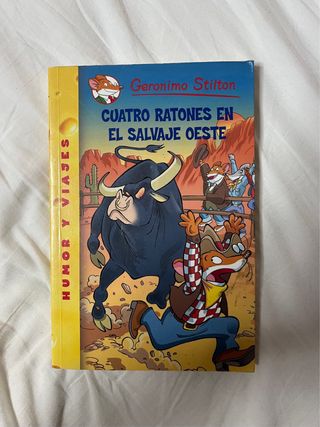 Geronimo Stilton
CUATRO RATONES EN
EL SALVAJE OESTE
HUMOR Y VIAJES